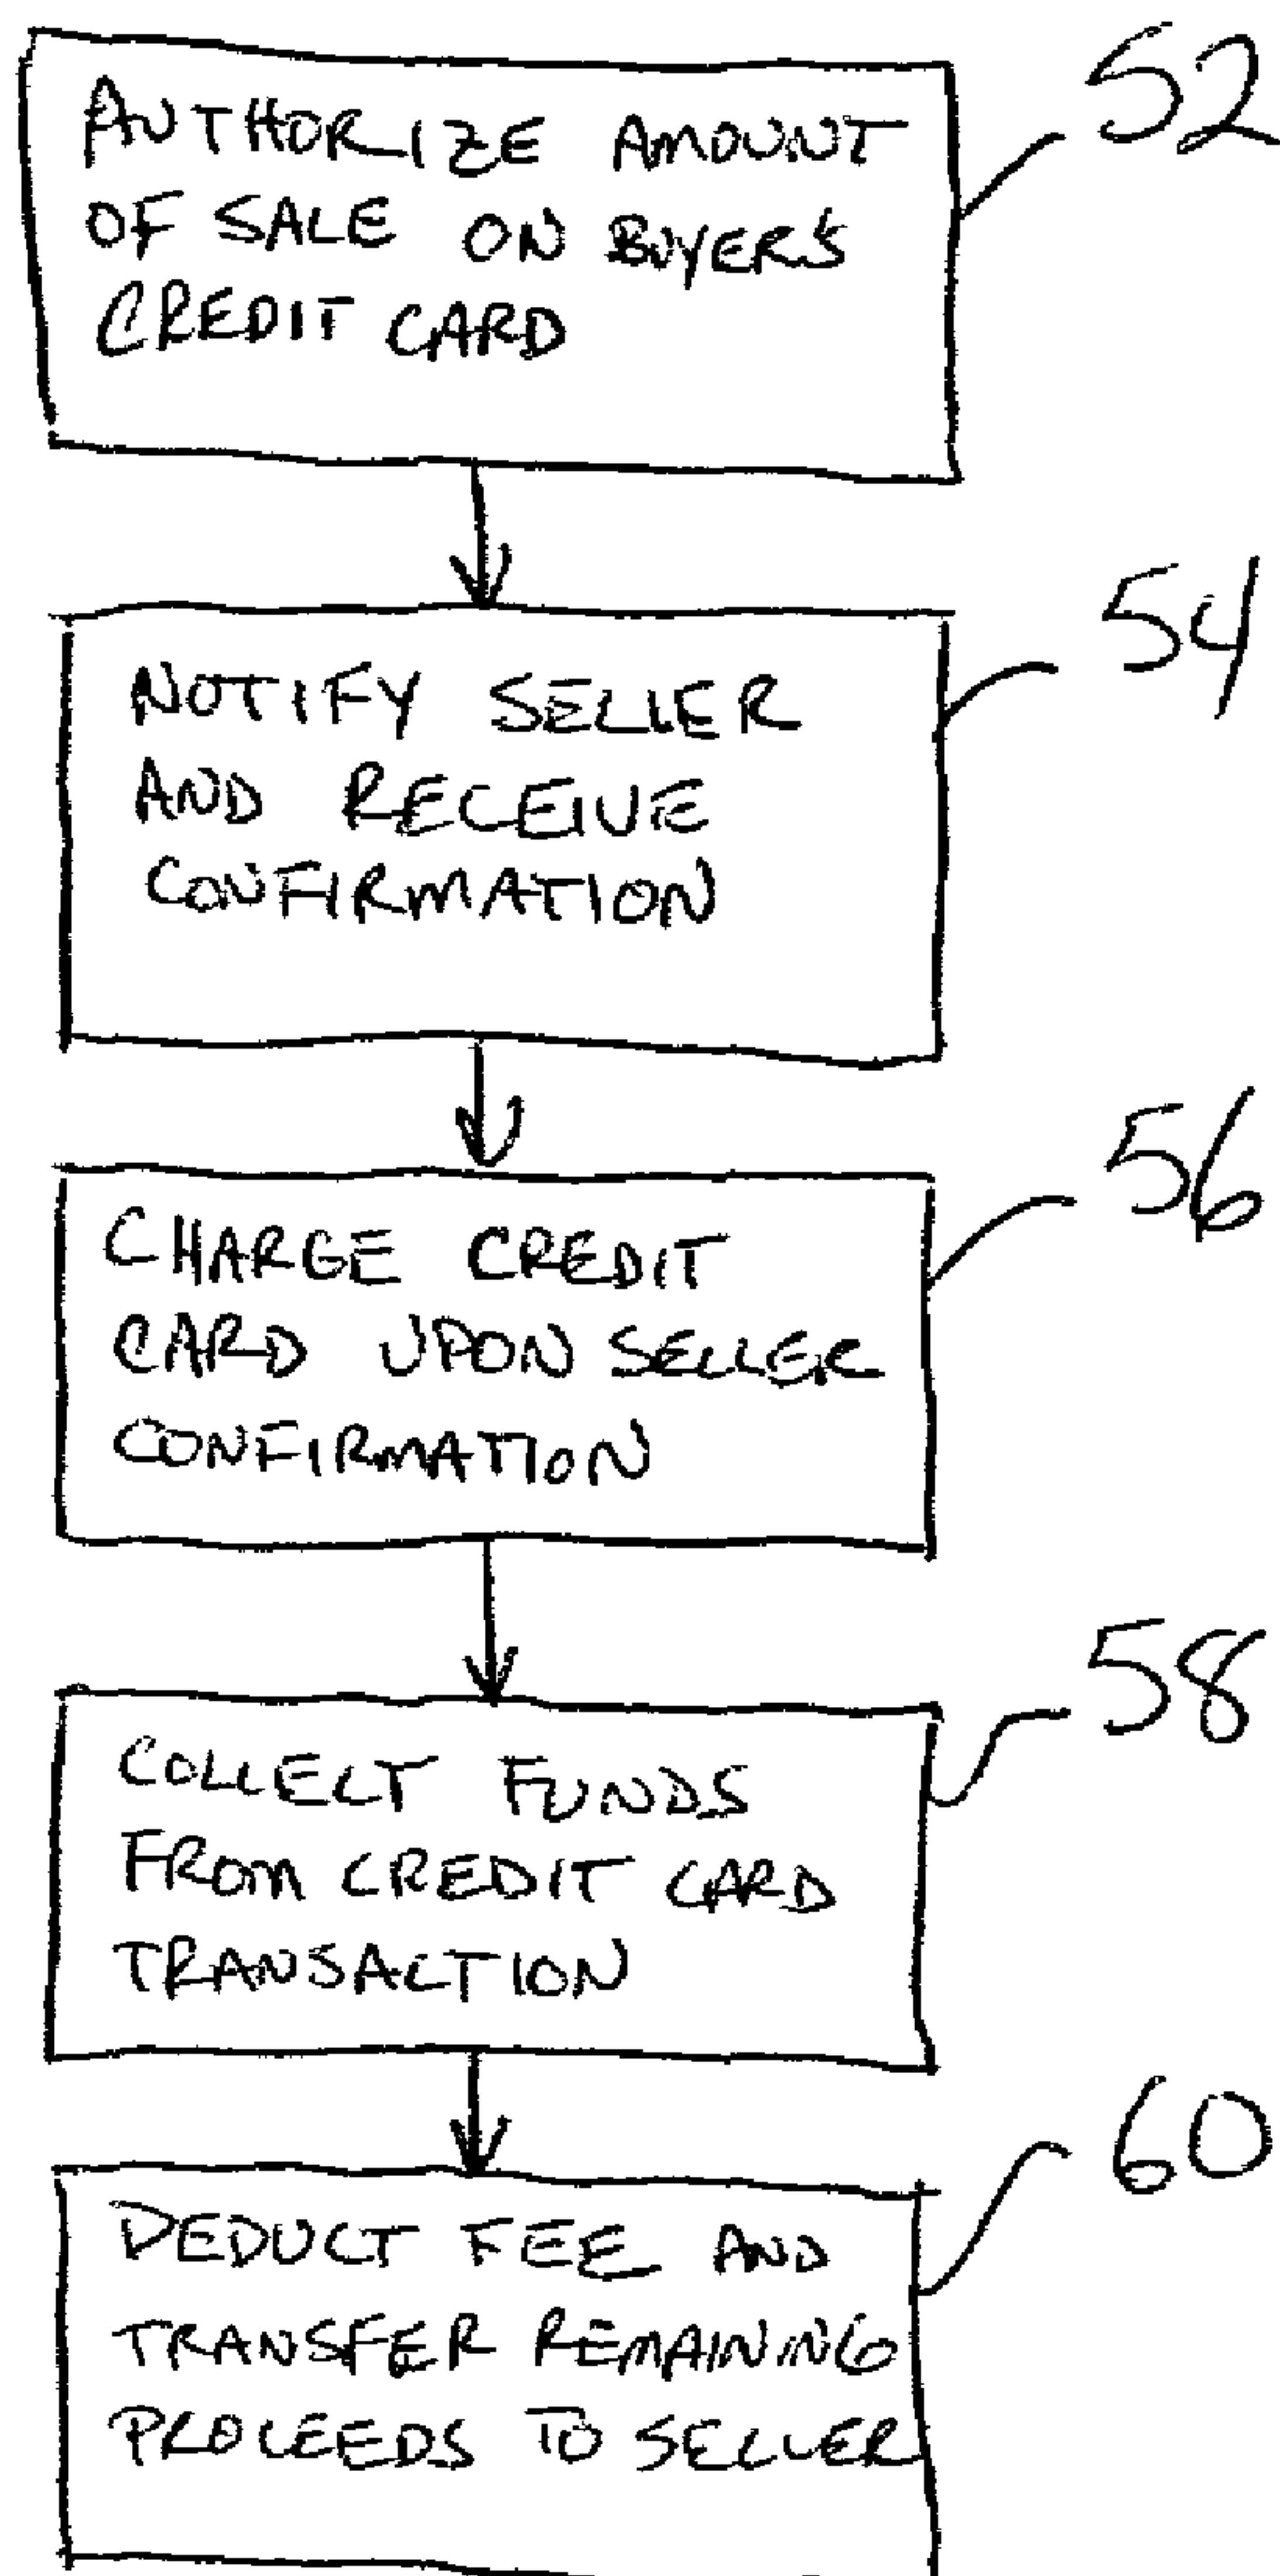 AUTHORIZE AMOUNT
OF SALE ON BUYER'S
CREDIT CARD
52
NOTIFY SELLER
AND RECEIVE
CONFIRMATION
54
CHARGE CREDIT
CARD UPON SELLER
CONFIRMATION
56
COLLECT FUNDS
FROM CREDIT CARD
TRANSACTION
58
DEDUCT FEE AND
TRANSFER REMAINING
PROCEEDS TO SELLER
60